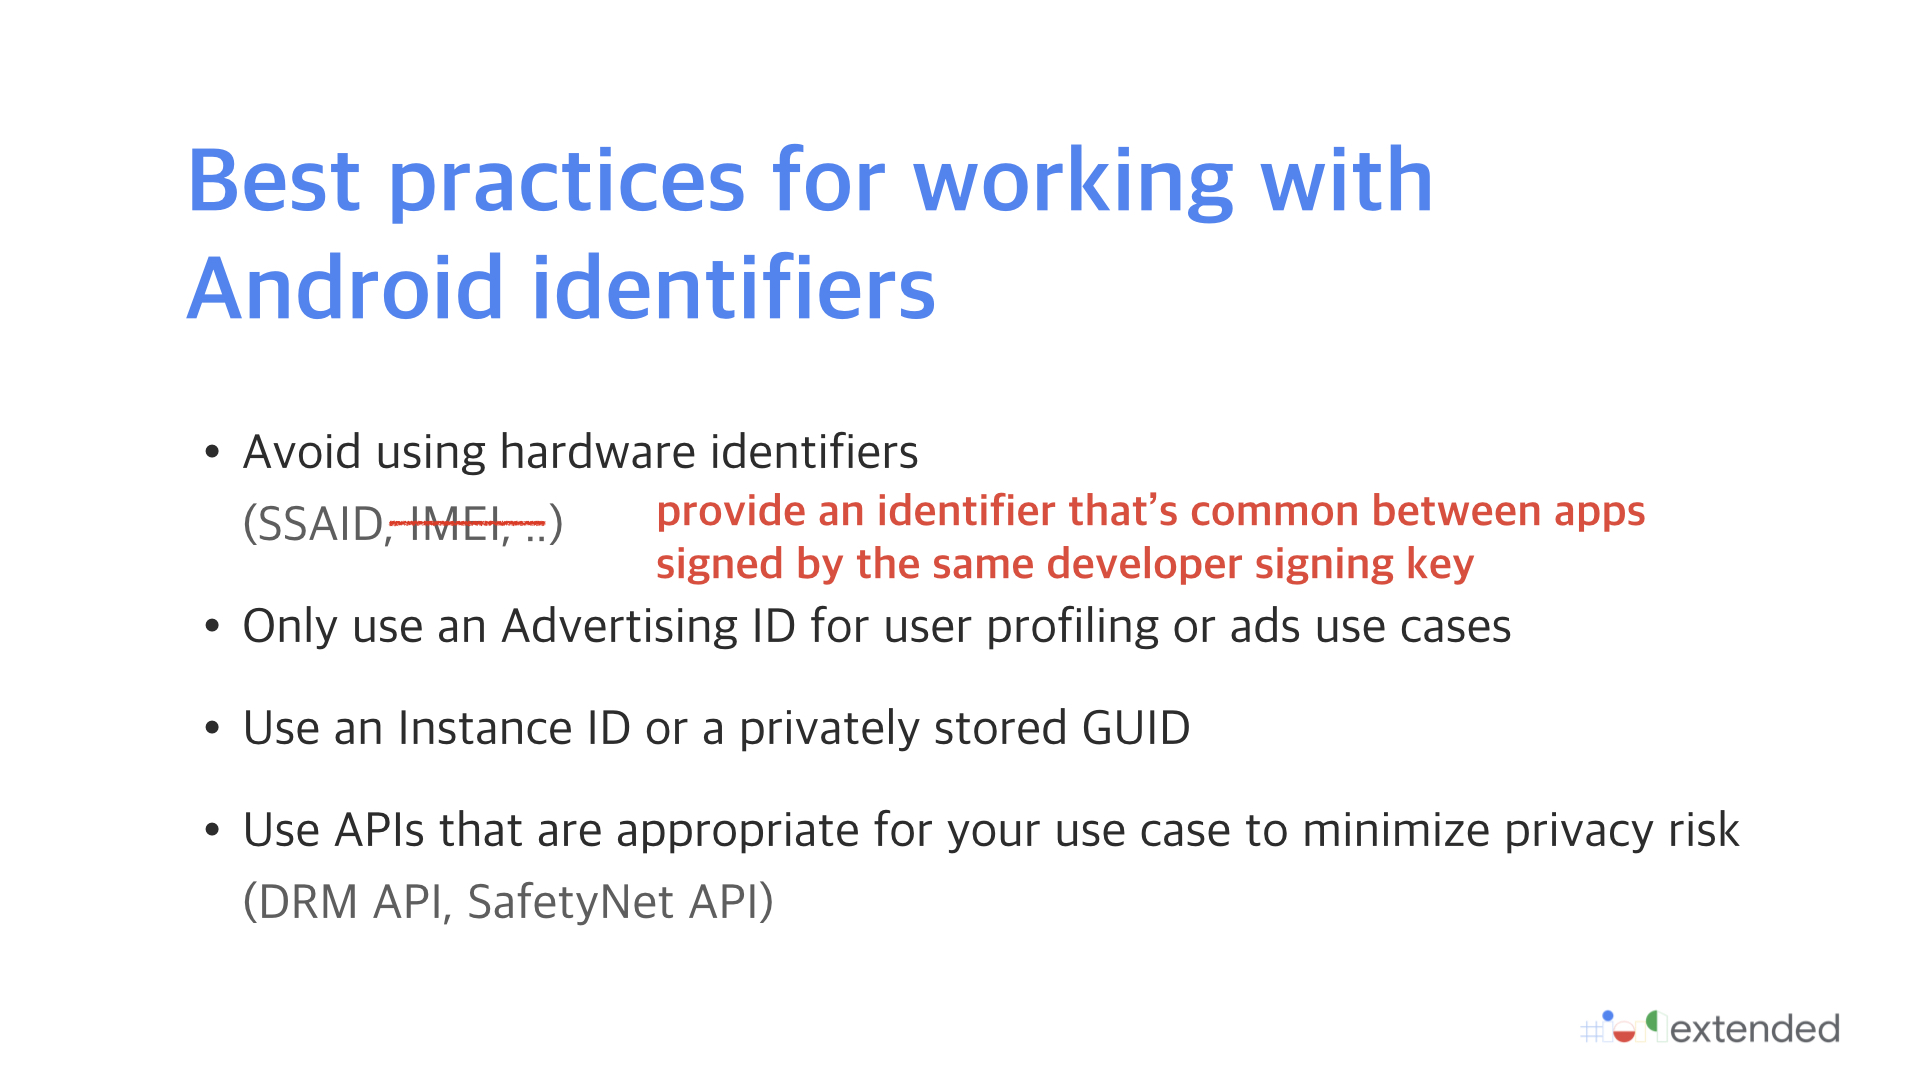 Best practices for working with
Android identifiers
• Avoid using hardware identifiers
(SSAID, IMEI, ..)
provide an identifier that’s common between apps
signed by the same developer signing key
• Only use an Advertising ID for user profiling or ads use cases
• Use an Instance ID or a privately stored GUID
• Use APIs that are appropriate for your use case to minimize privacy risk
(DRM API, SafetyNet API)
#io19extended